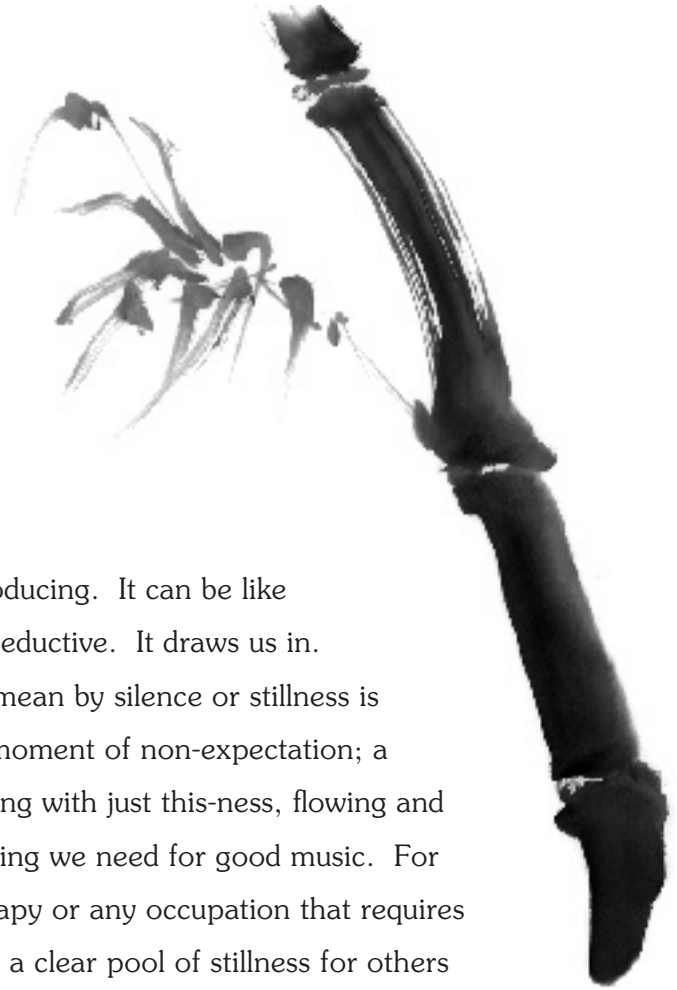 oducing. It can be like
eductive. It draws us in.
mean by silence or stillness is
moment of non-expectation; a
ng with just this-ness, flowing and
ing we need for good music. For
apy or any occupation that requires
a clear pool of stillness for others